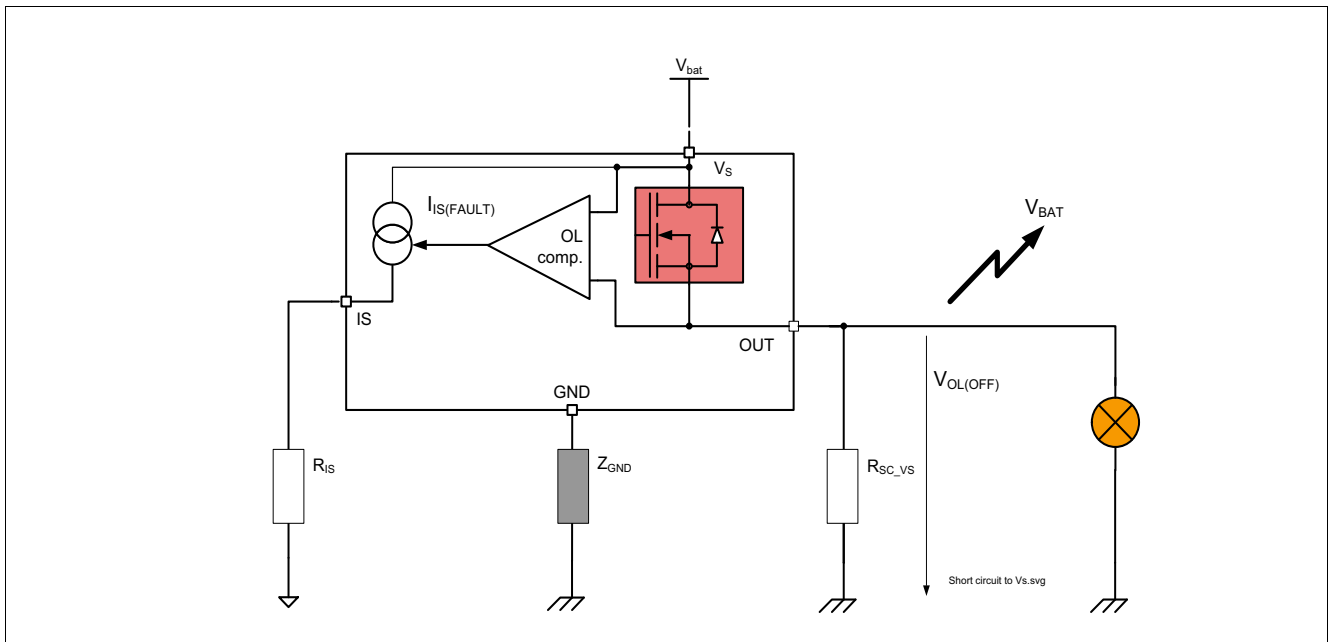 Vbat
VS
IIS(FAULT)
OL
comp.
VBAT
IS
OUT
VOL(OFF)
GND
RIS
ZGND
RSC_VS
Short circuit to Vs.svg